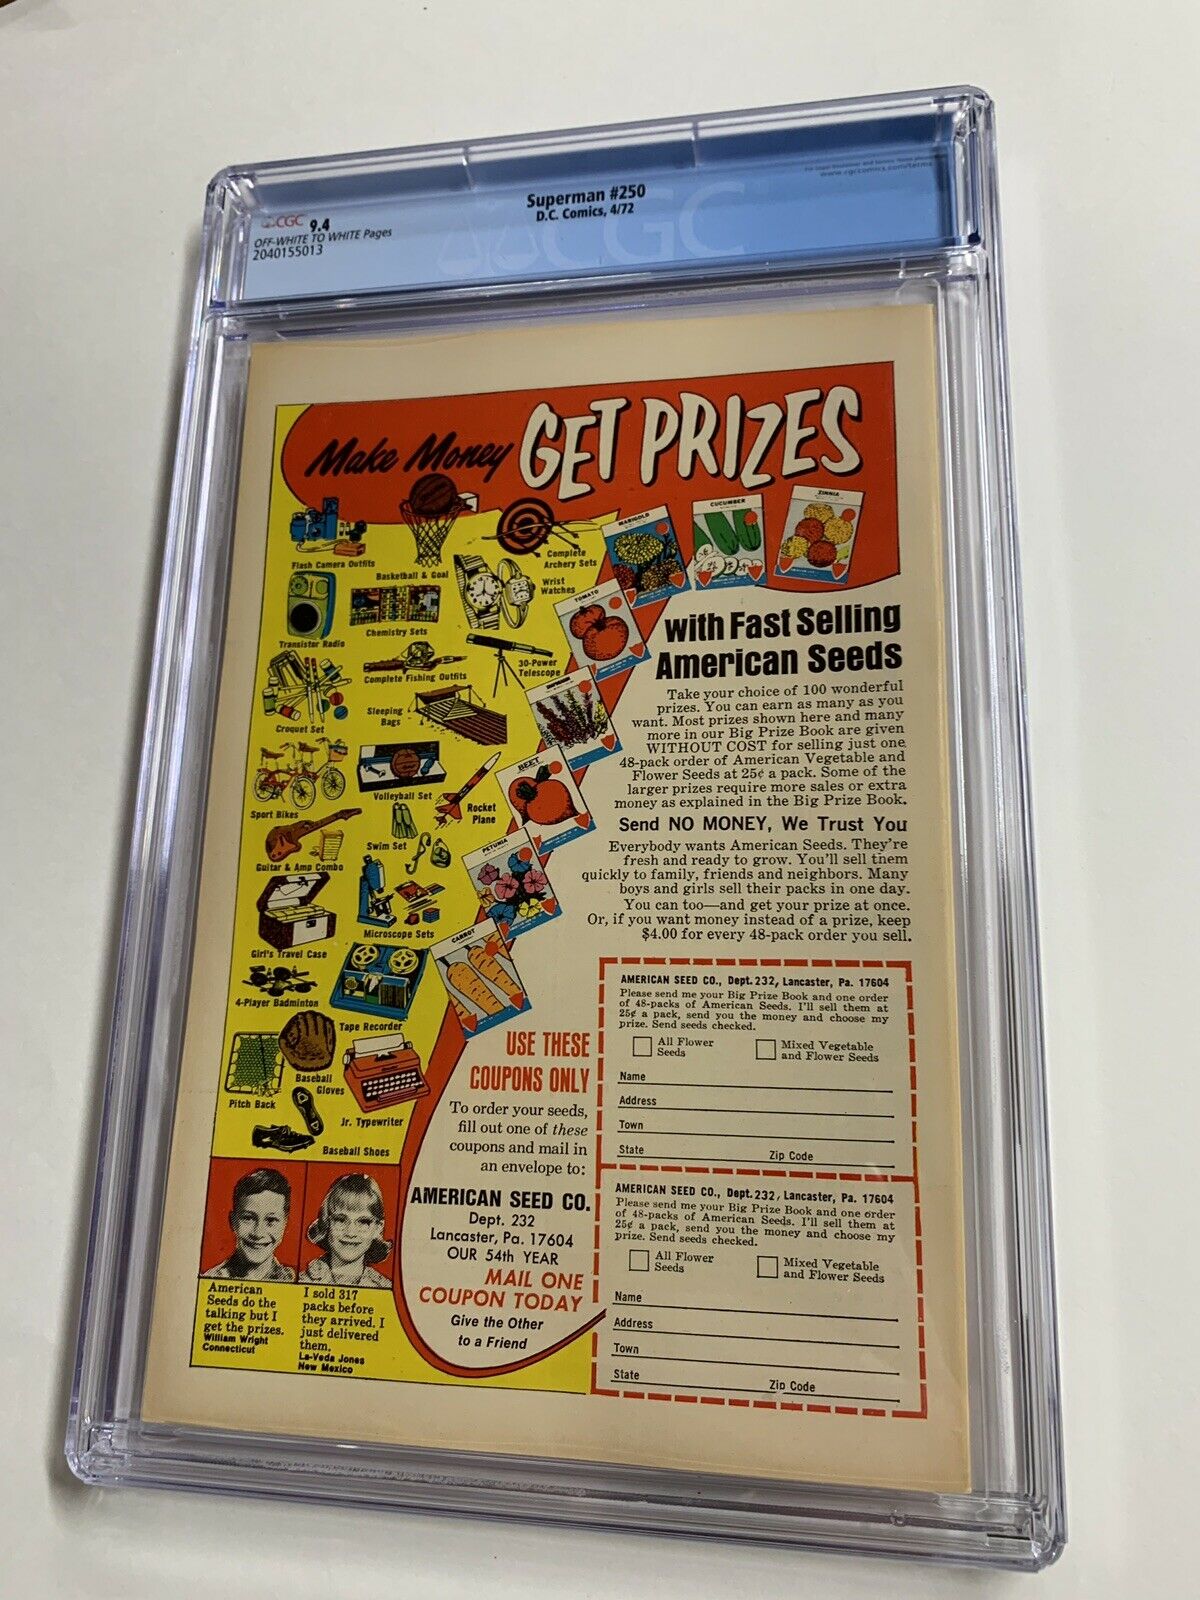 CGC 9.4
OFF-WHITE TO WHITE Pages
2040155013
Superman #250
D.C. Comics, 4/72
CGC
www.cgccomics.com/terms
Make Money GET PRIZES
Flash Camera Outfits
Basketball & Goal
Complete
Archery Sets
Wrist
Watches
Transistor Radio
Chemistry Sets
30-Power
Telescope
Complete Fishing Outfits
Croquet Set
Sleeping
Bags
Sport Bikes
Volleyball Set
Rocket
Plane
Guitar & Amp Combo
Swim Set
Microscope Sets
Girl's Travel Case
4-Player Badminton
Tape Recorder
Baseball
Gloves
Pitch Back
Jr. Typewriter
Baseball Shoes
MARIGOLD
CUCUMBER
ZINNIA
TOMATO
BEET
PETUNIA
CARROT
with Fast Selling
American Seeds
Take your choice of 100 wonderful
prizes. You can earn as many as you
want. Most prizes shown here and many
more in our Big Prize Book are given
WITHOUT COST for selling just one
48-pack order of American Vegetable and
Flower Seeds at 25¢ a pack. Some of the
larger prizes require more sales or extra
money as explained in the Big Prize Book.
Send NO MONEY, We Trust You
Everybody wants American Seeds. They're
fresh and ready to grow. You'll sell them
quickly to family, friends and neighbors. Many
boys and girls sell their packs in one day.
You can too—and get your prize at once.
Or, if you want money instead of a prize, keep
$4.00 for every 48-pack order you sell.
USE THESE
COUPONS ONLY
To order your seeds,
fill out one of these
coupons and mail in
an envelope to:
AMERICAN SEED CO.
Dept. 232
Lancaster, Pa. 17604
OUR 54th YEAR
MAIL ONE
COUPON TODAY
Give the Other
to a Friend
American
Seeds do the
talking but I
get the prizes.
William Wright
Connecticut
I sold 317
packs before
they arrived. I
just delivered
them.
La-Veda Jones
New Mexico
AMERICAN SEED CO., Dept. 232, Lancaster, Pa. 17604
Please send me your Big Prize Book and one order
of 48-packs of American Seeds. I'll sell them at
25¢ a pack, send you the money and choose my
prize. Send seeds checked.
All Flower
Seeds
Mixed Vegetable
and Flower Seeds
Name
Address
Town
State Zip Code
AMERICAN SEED CO., Dept. 232, Lancaster, Pa. 17604
Please send me your Big Prize Book and one order
of 48-packs of American Seeds. I'll sell them at
25¢ a pack, send you the money and choose my
prize. Send seeds checked.
All Flower
Seeds
Mixed Vegetable
and Flower Seeds
Name
Address
Town
State Zip Code